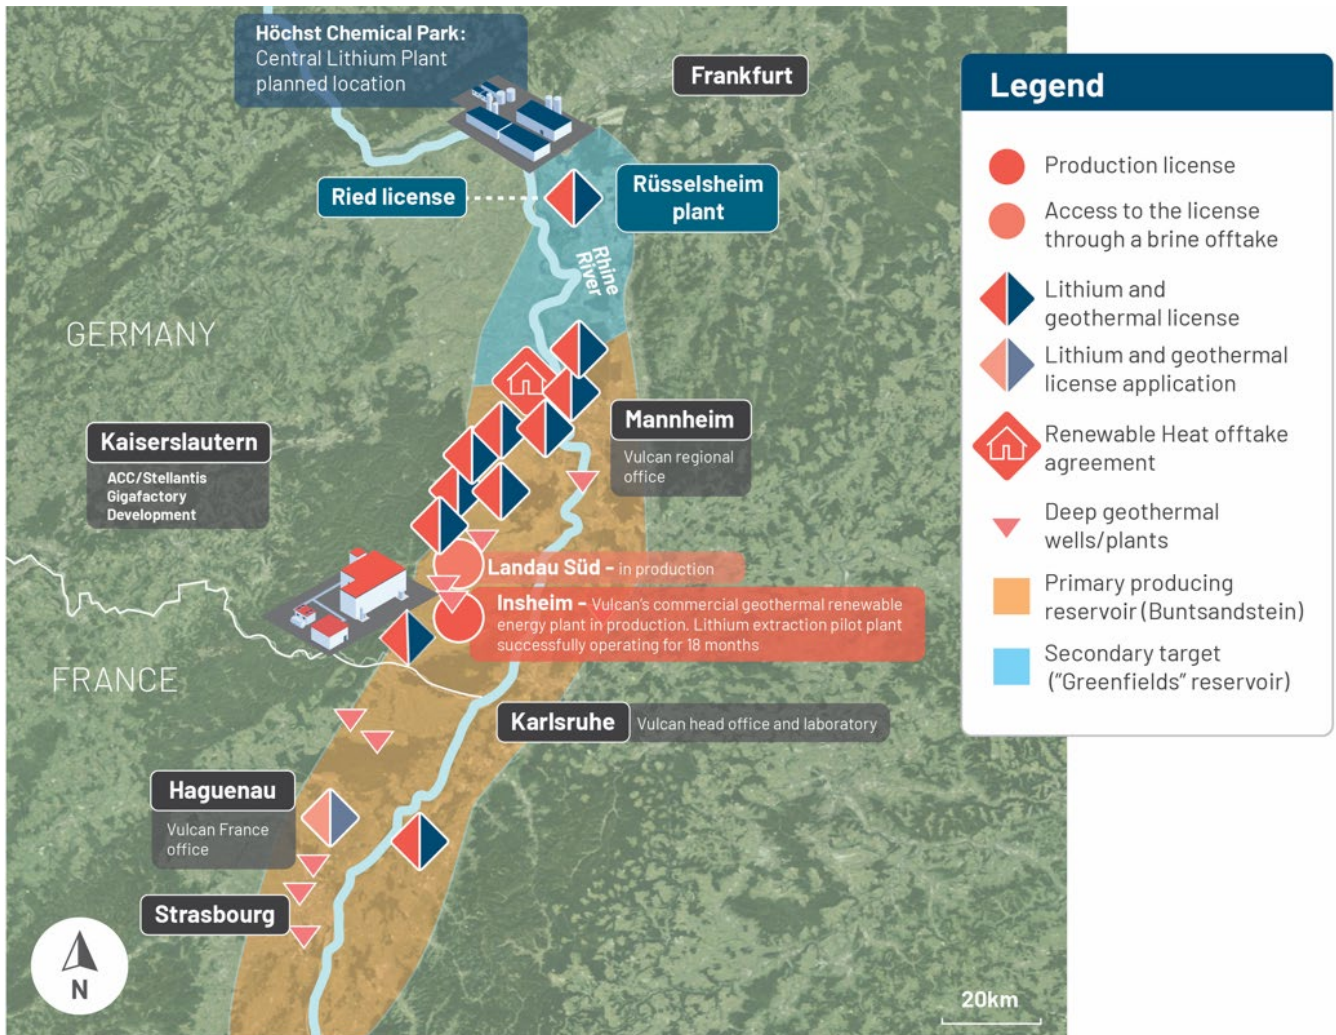 Höchst Chemical Park:
Central Lithium Plant
planned location
Frankfurt
Ried license
Rüsselsheim
plant
Rhine
River
GERMANY
Kaiserslautern
ACC/Stellantis
Gigafactory
Development
Mannheim
Vulcan regional
office
Landau Süd - in production
Insheim - Vulcan's commercial geothermal renewable
energy plant in production. Lithium extraction pilot plant
successfully operating for 18 months
FRANCE
Karlsruhe
Vulcan head office and laboratory
Haguenau
Vulcan France
office
Strasbourg
N
20km
Legend
Production license
Access to the license
through a brine offtake
Lithium and
geothermal license
Lithium and geothermal
license application
Renewable Heat offtake
agreement
Deep geothermal
wells/plants
Primary producing
reservoir (Buntsandstein)
Secondary target
("Greenfields" reservoir)